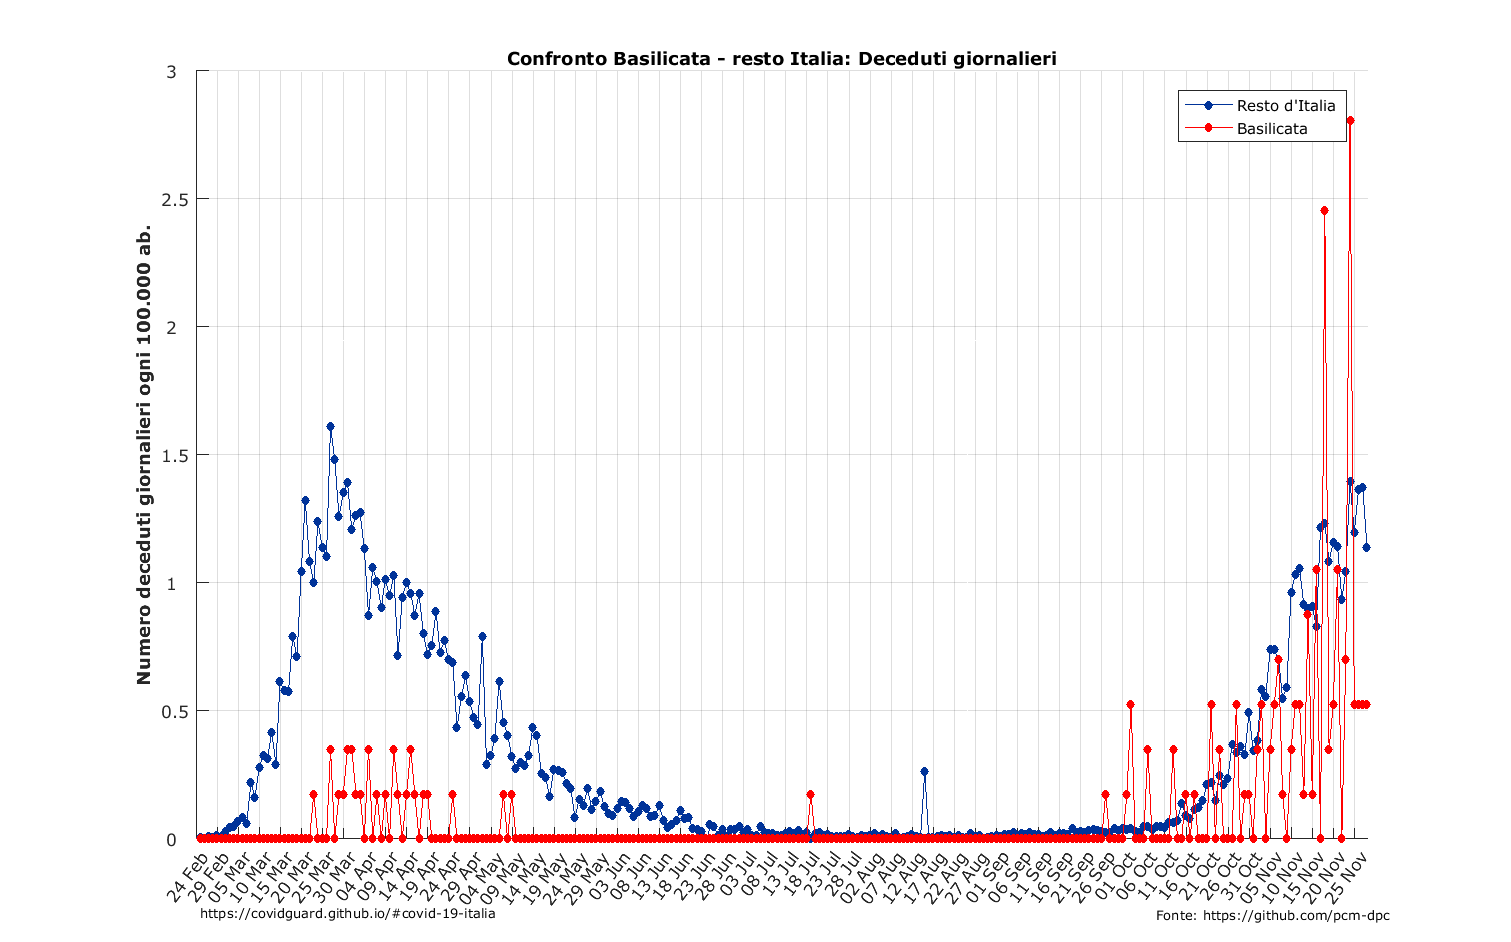 Confronto Basilicata - resto Italia: Deceduti giornalieri
Numero deceduti giornalieri ogni 100.000 ab.
3
2.5
2
1.5
1
0.5
0
Resto d'Italia
Basilicata
24 Feb
29 Feb
05 Mar
10 Mar
15 Mar
20 Mar
25 Mar
30 Mar
04 Apr
09 Apr
14 Apr
19 Apr
24 Apr
29 Apr
04 May
09 May
14 May
19 May
24 May
29 May
03 Jun
08 Jun
13 Jun
18 Jun
23 Jun
28 Jun
03 Jul
08 Jul
13 Jul
18 Jul
23 Jul
28 Jul
02 Aug
07 Aug
12 Aug
17 Aug
22 Aug
27 Aug
01 Sep
06 Sep
11 Sep
16 Sep
21 Sep
26 Sep
01 Oct
06 Oct
11 Oct
16 Oct
21 Oct
26 Oct
31 Oct
05 Nov
10 Nov
15 Nov
20 Nov
25 Nov
https://covidguard.github.io/#covid-19-italia
Fonte: https://github.com/pcm-dpc